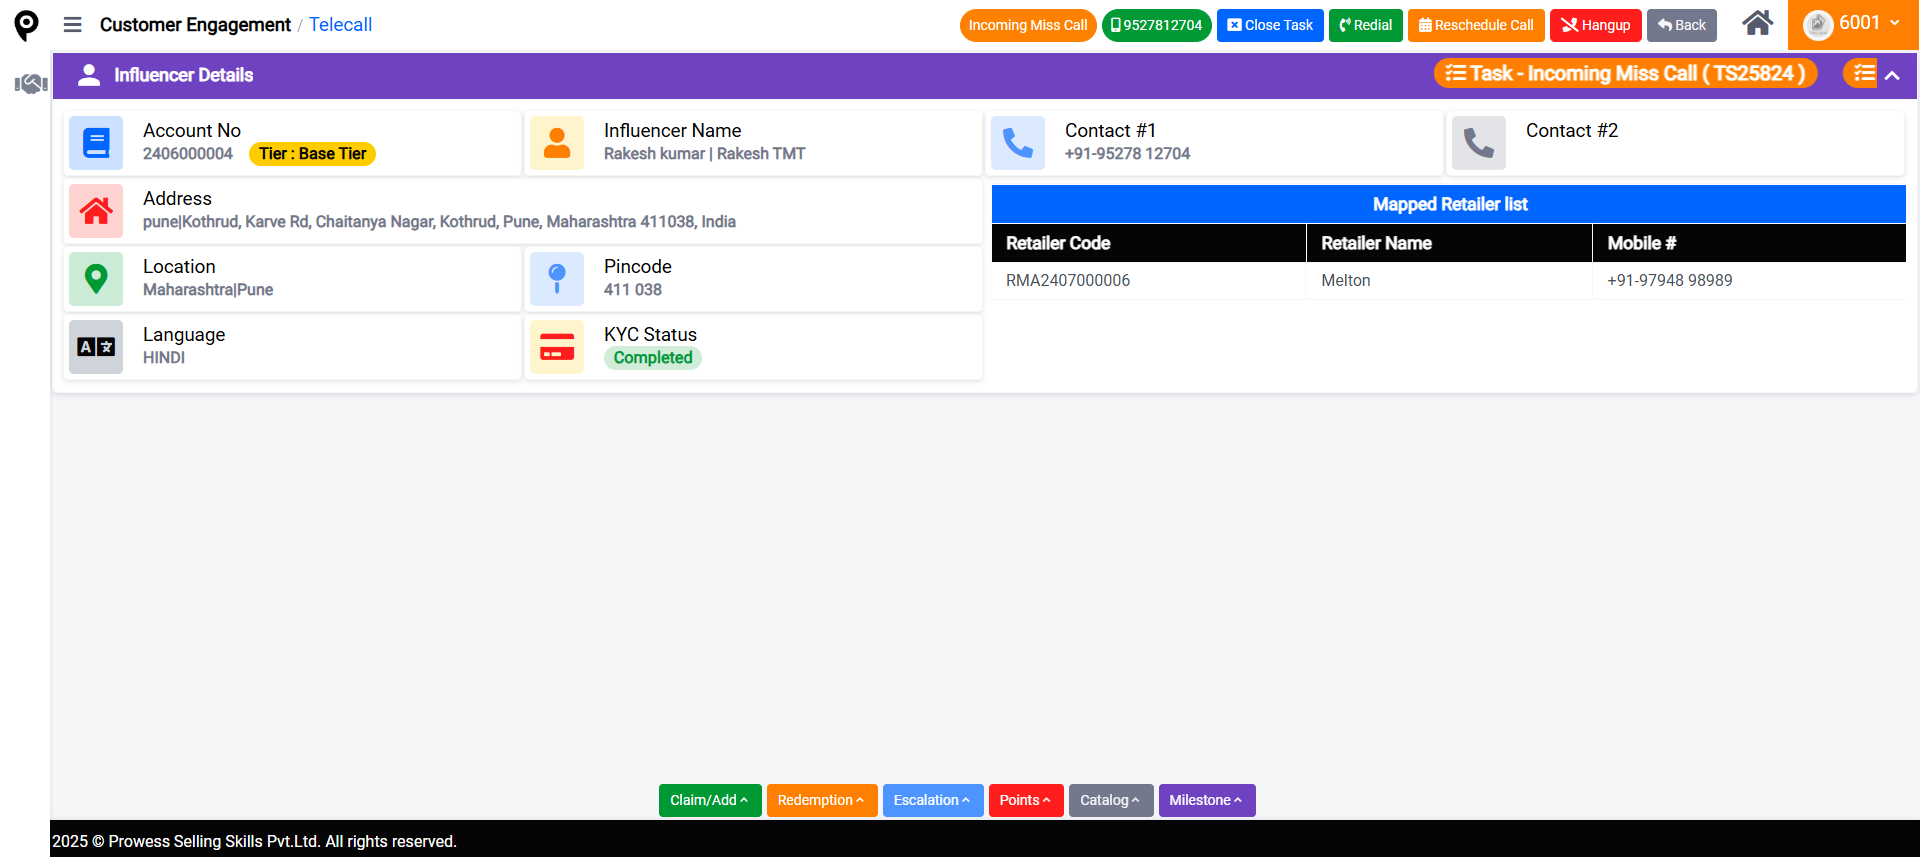 Customer Engagement / Telecall
Incoming Miss Call
9527812704
Close Task
Redial
Reschedule Call
Hangup
Back
6001
Influencer Details
Task - Incoming Miss Call ( TS25824 )
Account No
2406000004 Tier : Base Tier
Influencer Name
Rakesh kumar | Rakesh TMT
Contact #1
+91-95278 12704
Contact #2
Address
pune|Kothrud, Karve Rd, Chaitanya Nagar, Kothrud, Pune, Maharashtra 411038, India
Location
Maharashtra|Pune
Pincode
411 038
Language
HINDI
KYC Status
Completed
Mapped Retailer list
Retailer Code Retailer Name Mobile #
RMA2407000006 Melton +91-97948 98989
Claim/Add
Redemption
Escalation
Points
Catalog
Milestone
2025 © Prowess Selling Skills Pvt.Ltd. All rights reserved.